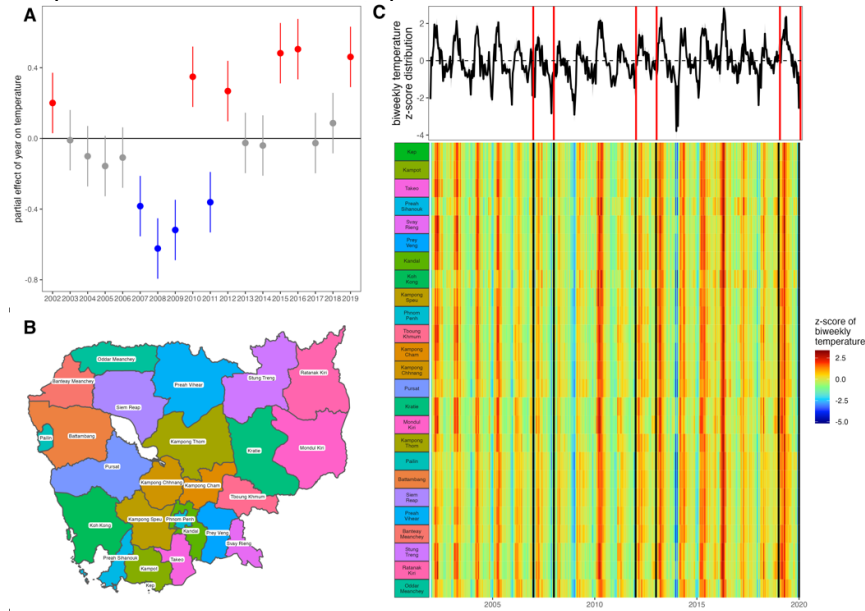 A
partial effect of year on temperature
0.4
0.0
-0.4
-0.8
2002 2003 2004 2005 2006 2007 2008 2009 2010 2011 2012 2013 2014 2015 2016 2017 2018 2019
B
Oddar Meanchey
Banteay Meanchey
Preah Vihear
Stung Treng
Ratanak Kiri
Siem Reap
Pailin
Battambang
Kampong Thom
Kratie
Mondul Kiri
Pursat
Kampong Chhnang
Kampong Cham
Tboung Khmum
Kampong Speu
Phnom Penh
Koh Kong
Kandal
Prey Veng
Svay Rieng
Preah Sihanouk
Kampot
Takeo
Kep
C
biweekly temperature
z-score distribution
2
0
-2
-4
Kep
Kampot
Takeo
Preah
Sihanouk
Svay
Rieng
Prey
Veng
Kandal
Koh
Kong
Kampong
Speu
Phnom
Penh
Tboung
Khmum
Kampong
Cham
Kampong
Chhnang
Pursat
Kratie
Mondul
Kiri
Kampong
Thom
Pailin
Battambang
Siem
Reap
Preah
Vihear
Banteay
Meanchey
Stung
Treng
Ratanak
Kiri
Oddar
Meanchey
2005 2010 2015 2020
z-score of
biweekly
temperature
2.5
0.0
-2.5
-5.0